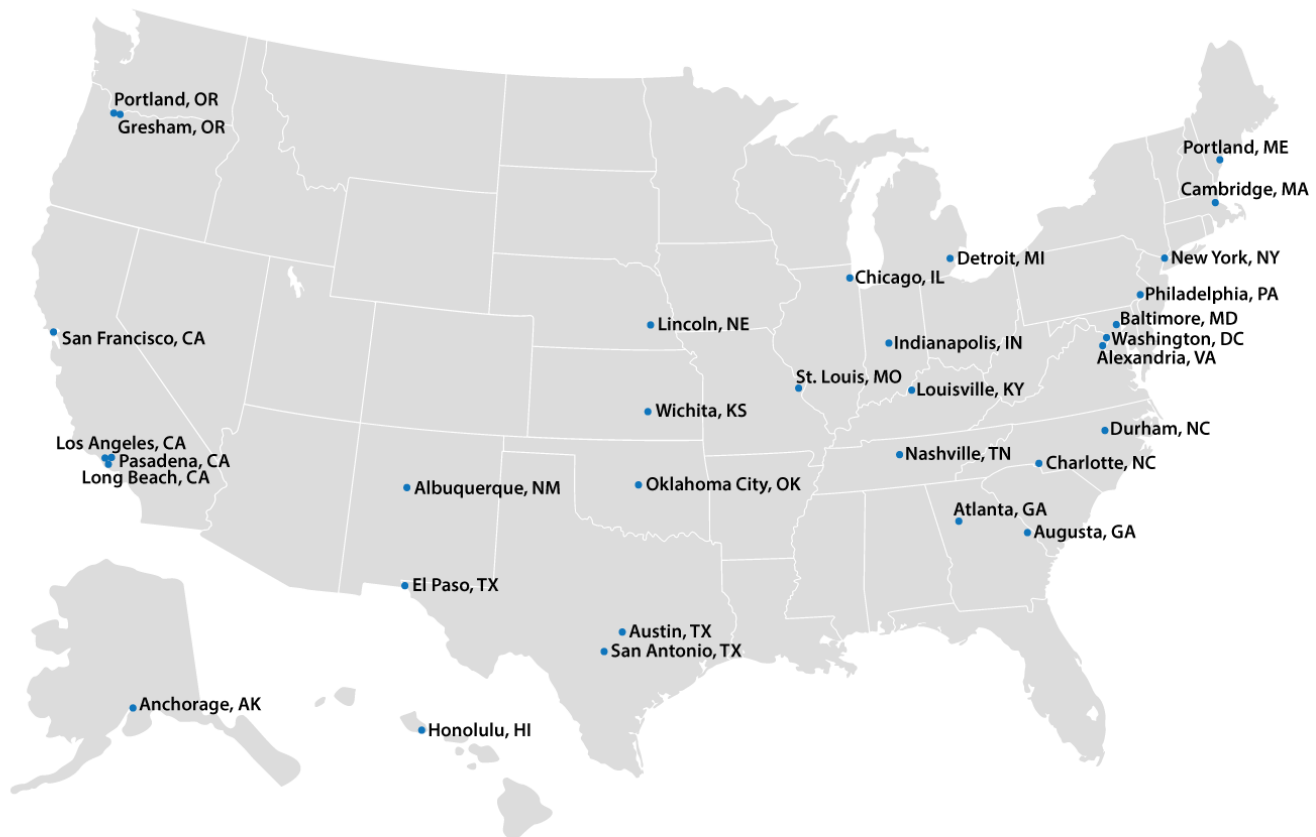 Portland, OR
Gresham, OR
Portland, ME
Cambridge, MA
New York, NY
Detroit, MI
Chicago, IL
Philadelphia, PA
Baltimore, MD
Lincoln, NE
Washington, DC
San Francisco, CA
Indianapolis, IN
Alexandria, VA
St. Louis, MO
Louisville, KY
Wichita, KS
Durham, NC
Los Angeles, CA
Nashville, TN
Pasadena, CA
Charlotte, NC
Long Beach, CA
Oklahoma City, OK
Albuquerque, NM
Atlanta, GA
Augusta, GA
El Paso, TX
Austin, TX
San Antonio, TX
Anchorage, AK
Honolulu, HI